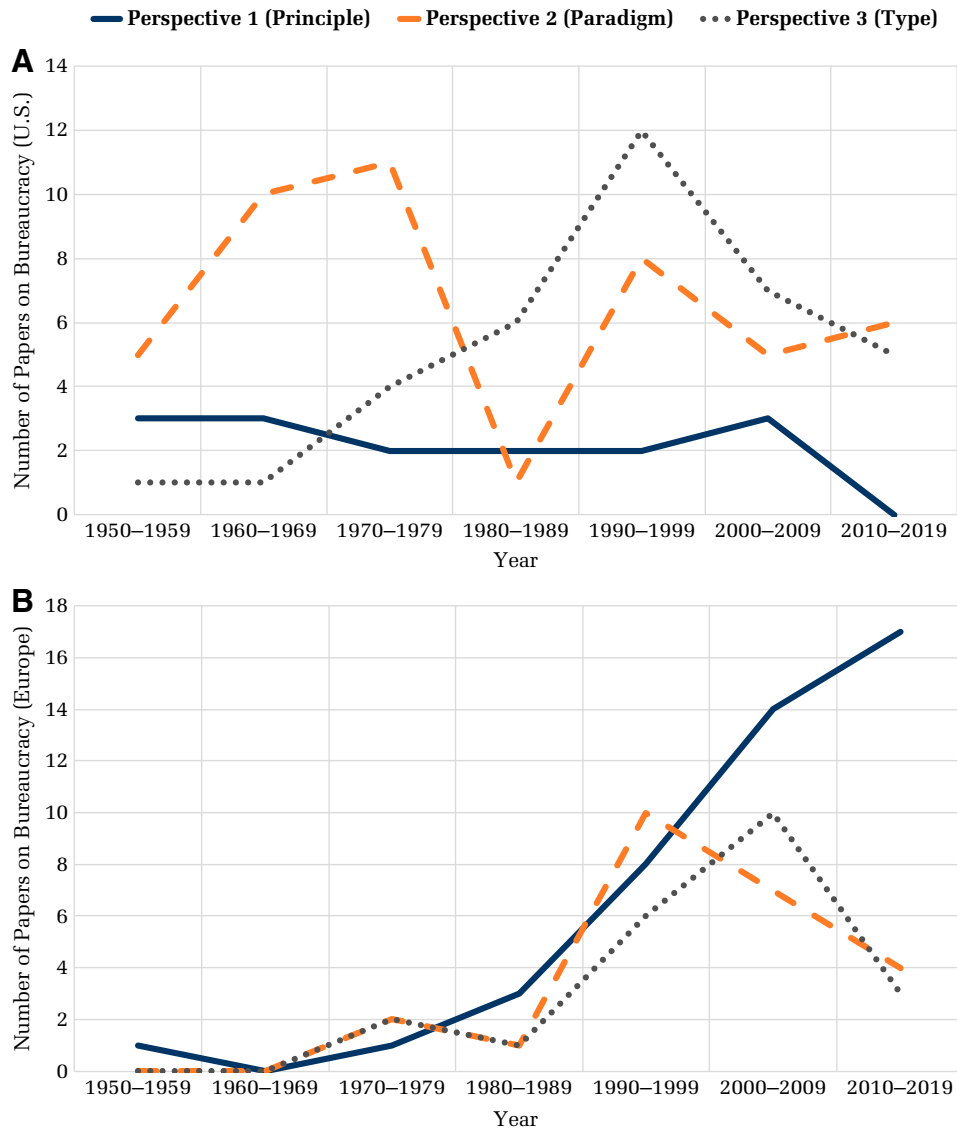 Perspective 1 (Principle) Perspective 2 (Paradigm) Perspective 3 (Type)
A
Number of Papers on Bureaucracy (U.S.)
14
12
10
8
6
4
2
0
1950–1959 1960–1969 1970–1979 1980–1989 1990–1999 2000–2009 2010–2019
Year
B
Number of Papers on Bureaucracy (Europe)
18
16
14
12
10
8
6
4
2
0
1950–1959 1960–1969 1970–1979 1988–1989 1990–1999 2000–2009 2010–2019
Year